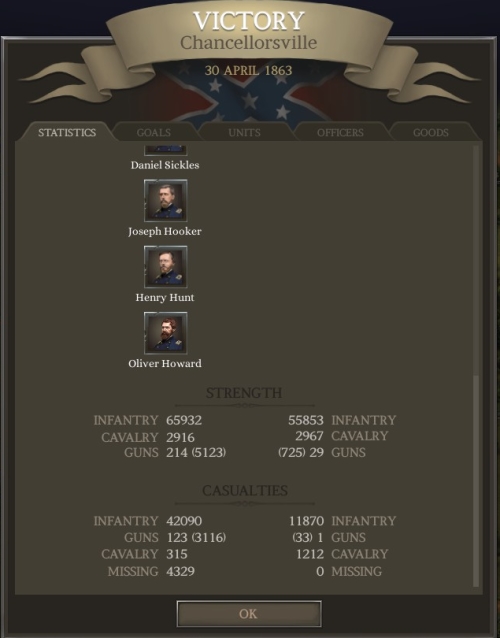 VICTORY
Chancellorsville
30 APRIL 1863
STATISTICS GOALS UNITS OFFICERS GOODS
Daniel Sickles
Joseph Hooker
Henry Hunt
Oliver Howard
STRENGTH
INFANTRY 65932 55853 INFANTRY
CAVALRY 2916 2967 CAVALRY
GUNS 214 (5123) (725) 29 GUNS
CASUALTIES
INFANTRY 42090 11870 INFANTRY
GUNS 123 (3116) (33) 1 GUNS
CAVALRY 315 1212 CAVALRY
MISSING 4329 0 MISSING
OK